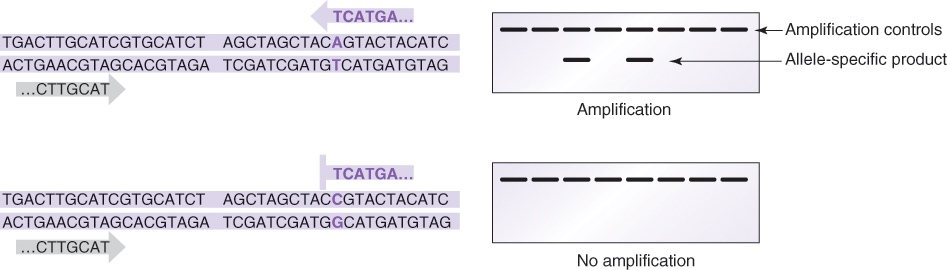 TCATGA...
TGACTTGCATCGTGCATCT AGCTAGCTACAGTACTACATC
ACTGAACGTAGCACGTAGA TCGATCGATGTCATGATGTAG
...CTTGCAT
Amplification controls
Allele-specific product
Amplification
TCATGA...
TGACTTGCATCGTGCATCT AGCTAGCTACCGTACTACATC
ACTGAACGTAGCACGTAGA TCGATCGATGGCATGATGTAG
...CTTGCAT
No amplification